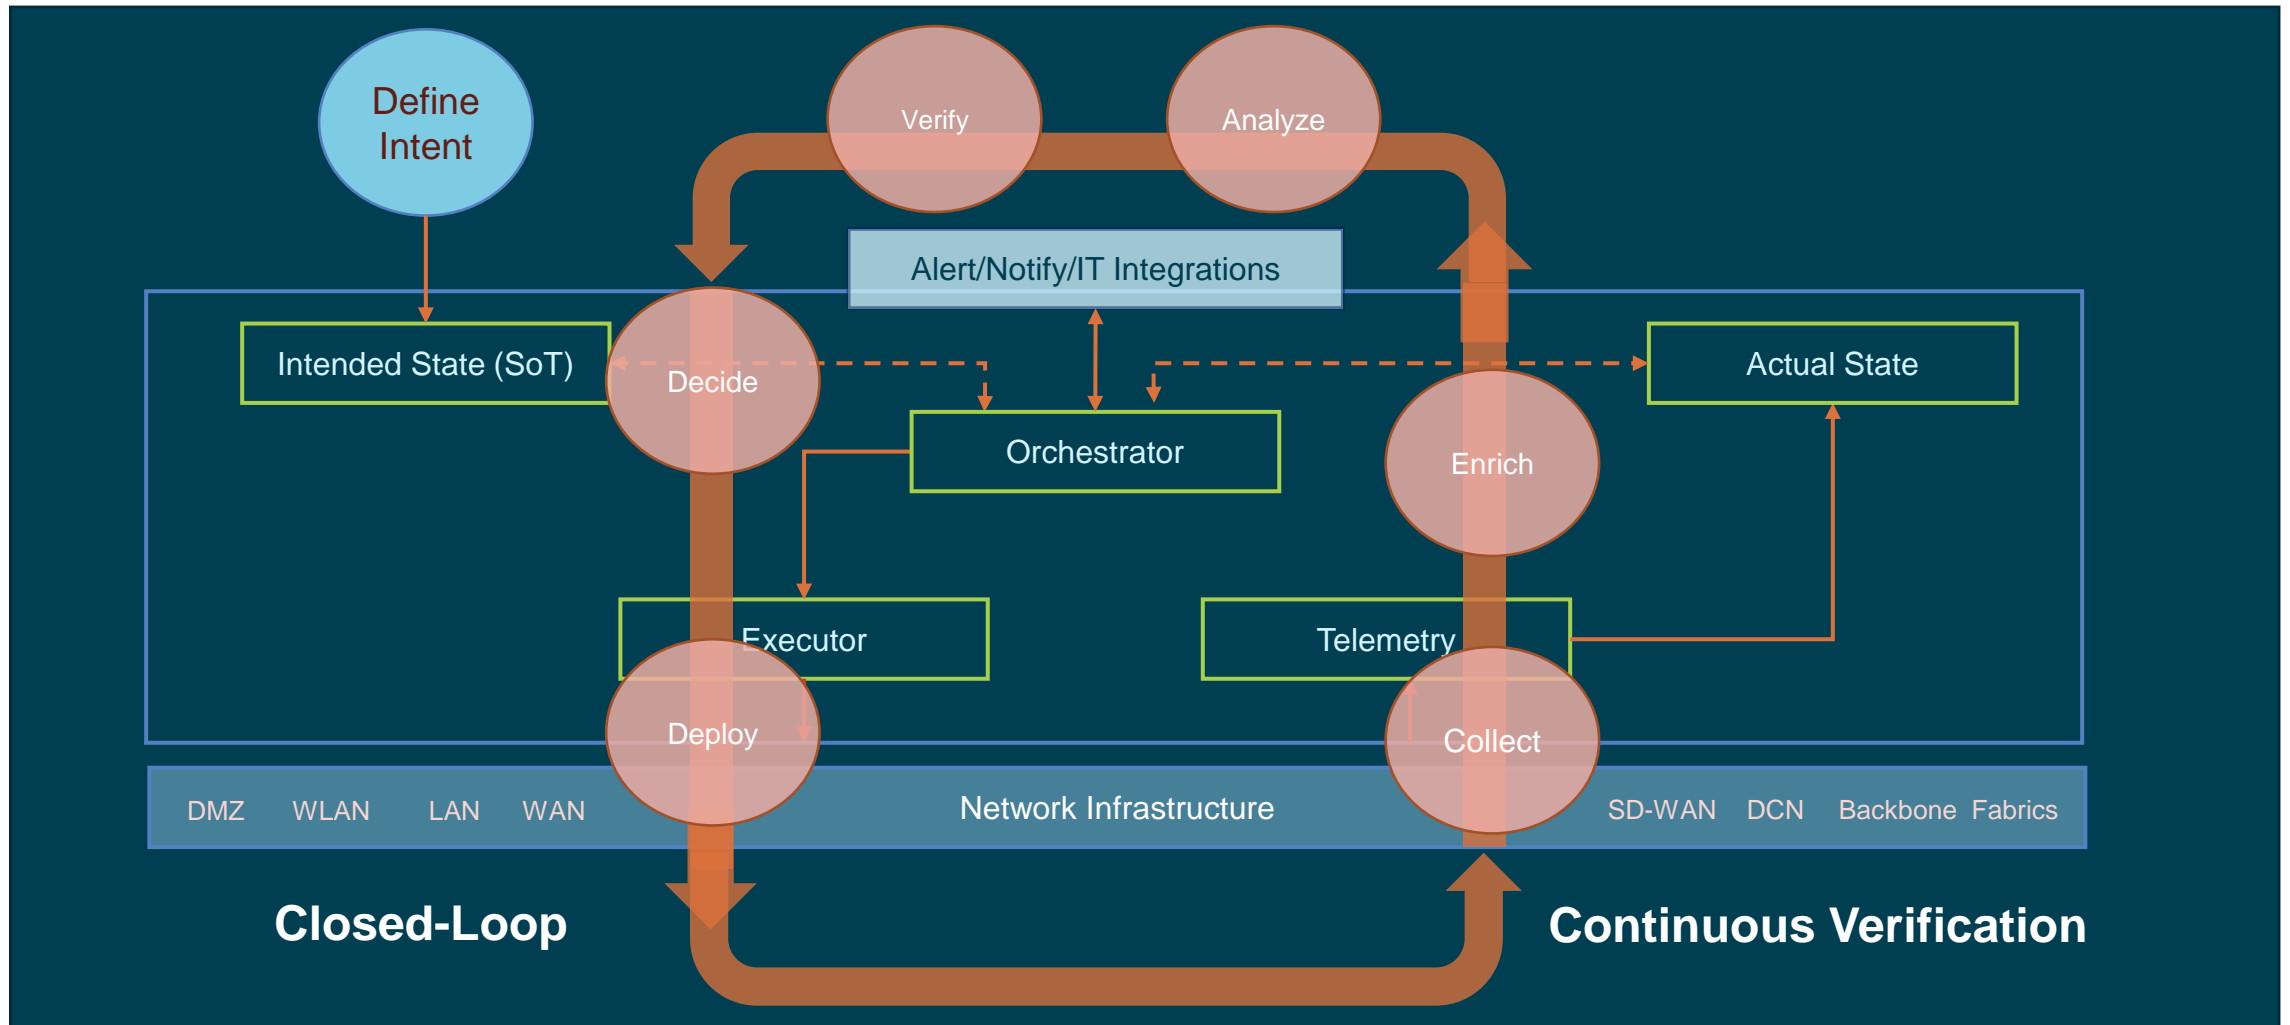 Define
Intent
Verify
Analyze
Alert/Notify/IT Integrations
Intended State (SoT)
Decide
Actual State
Orchestrator
Enrich
Executor
Telemetry
Deploy
Collect
DMZ WLAN LAN WAN Network Infrastructure SD-WAN DCN Backbone Fabrics
Closed-Loop
Continuous Verification